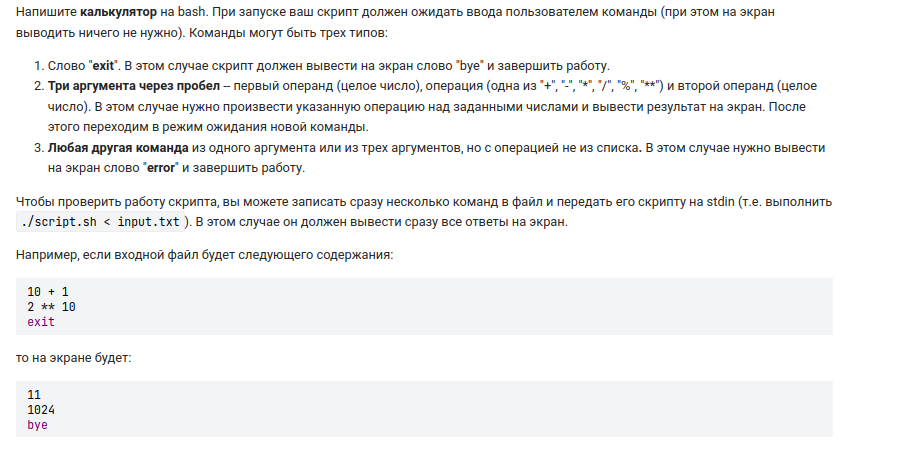 Напишите калькулятор на bash. При запуске ваш скрипт должен ожидать ввода пользователем команды (при этом на экран
выводить ничего не нужно). Команды могут быть трех типов:
1. Слово "exit". В этом случае скрипт должен вывести на экран слово "bye" и завершить работу.
2. Три аргумента через пробел -- первый операнд (целое число), операция (одна из "+", "-", "*", "/", "%", "**") и второй операнд (целое
число). В этом случае нужно произвести указанную операцию над заданными числами и вывести результат на экран. После
этого переходим в режим ожидания новой команды.
3. Любая другая команда из одного аргумента или из трех аргументов, но с операцией не из списка. В этом случае нужно вывести
на экран слово "error" и завершить работу.
Чтобы проверить работу скрипта, вы можете записать сразу несколько команд в файл и передать его скрипту на stdin (т.е. выполнить
./script.sh < input.txt ). В этом случае он должен вывести сразу все ответы на экран.
Например, если входной файл будет следующего содержания:
10 + 1
2 ** 10
exit
то на экране будет:
11
1024
bye